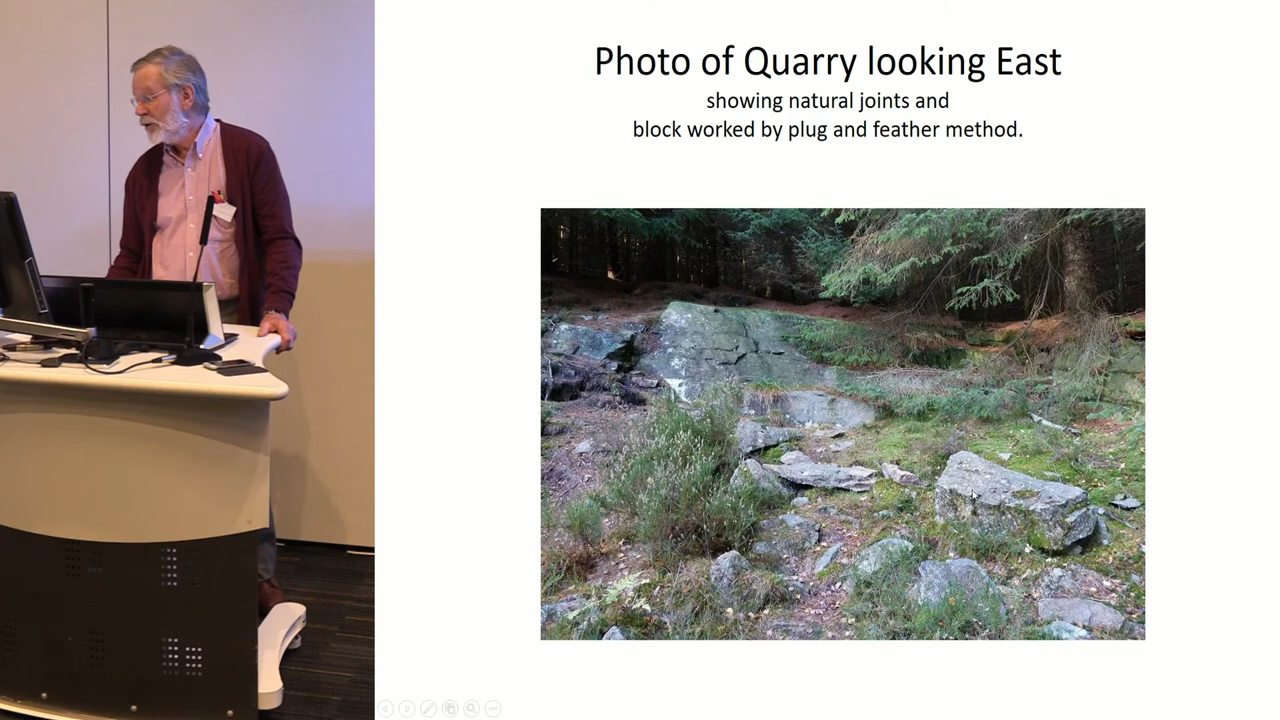 Photo of Quarry looking East
showing natural joints and
block worked by plug and feather method.